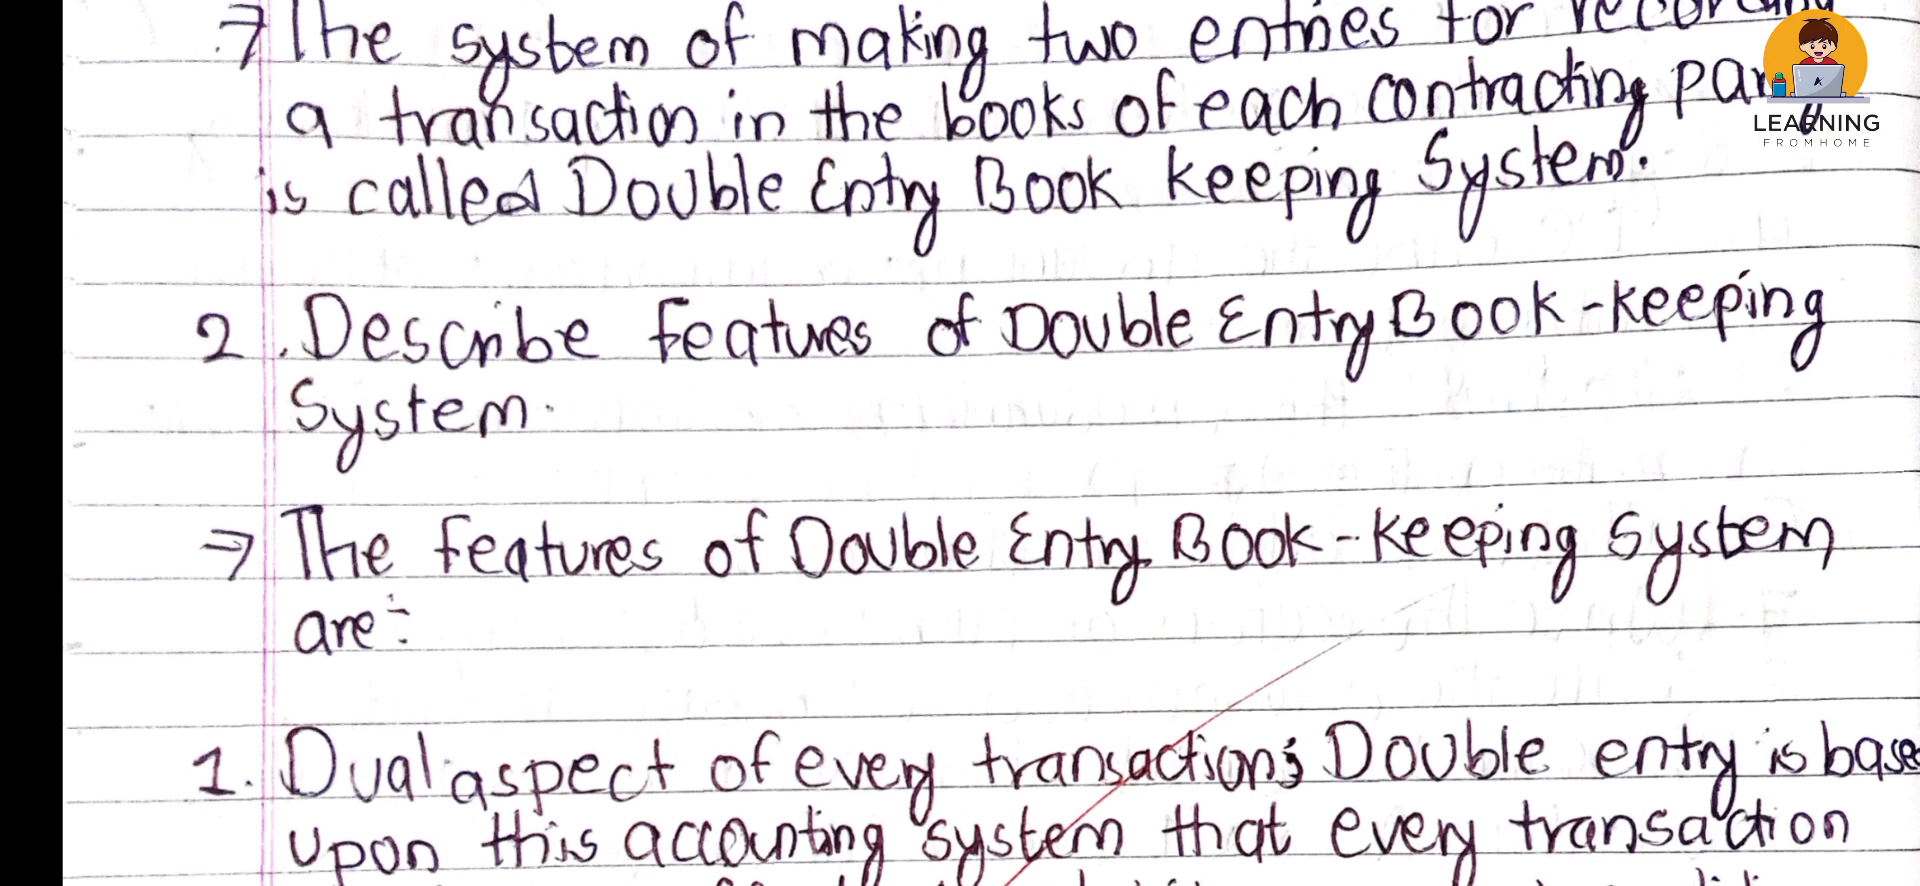 → The system of making two entries for recording
a transaction in the books of each contracting party
is called Double Entry Book keeping System.
2. Describe features of Double Entry Book-keeping
System.
⇒ The features of Double Entry Book-keeping System
are:-
1. Dual aspect of every transactions Double entry is base
upon this accounting system that every transaction
LEARNING
FROMHOME